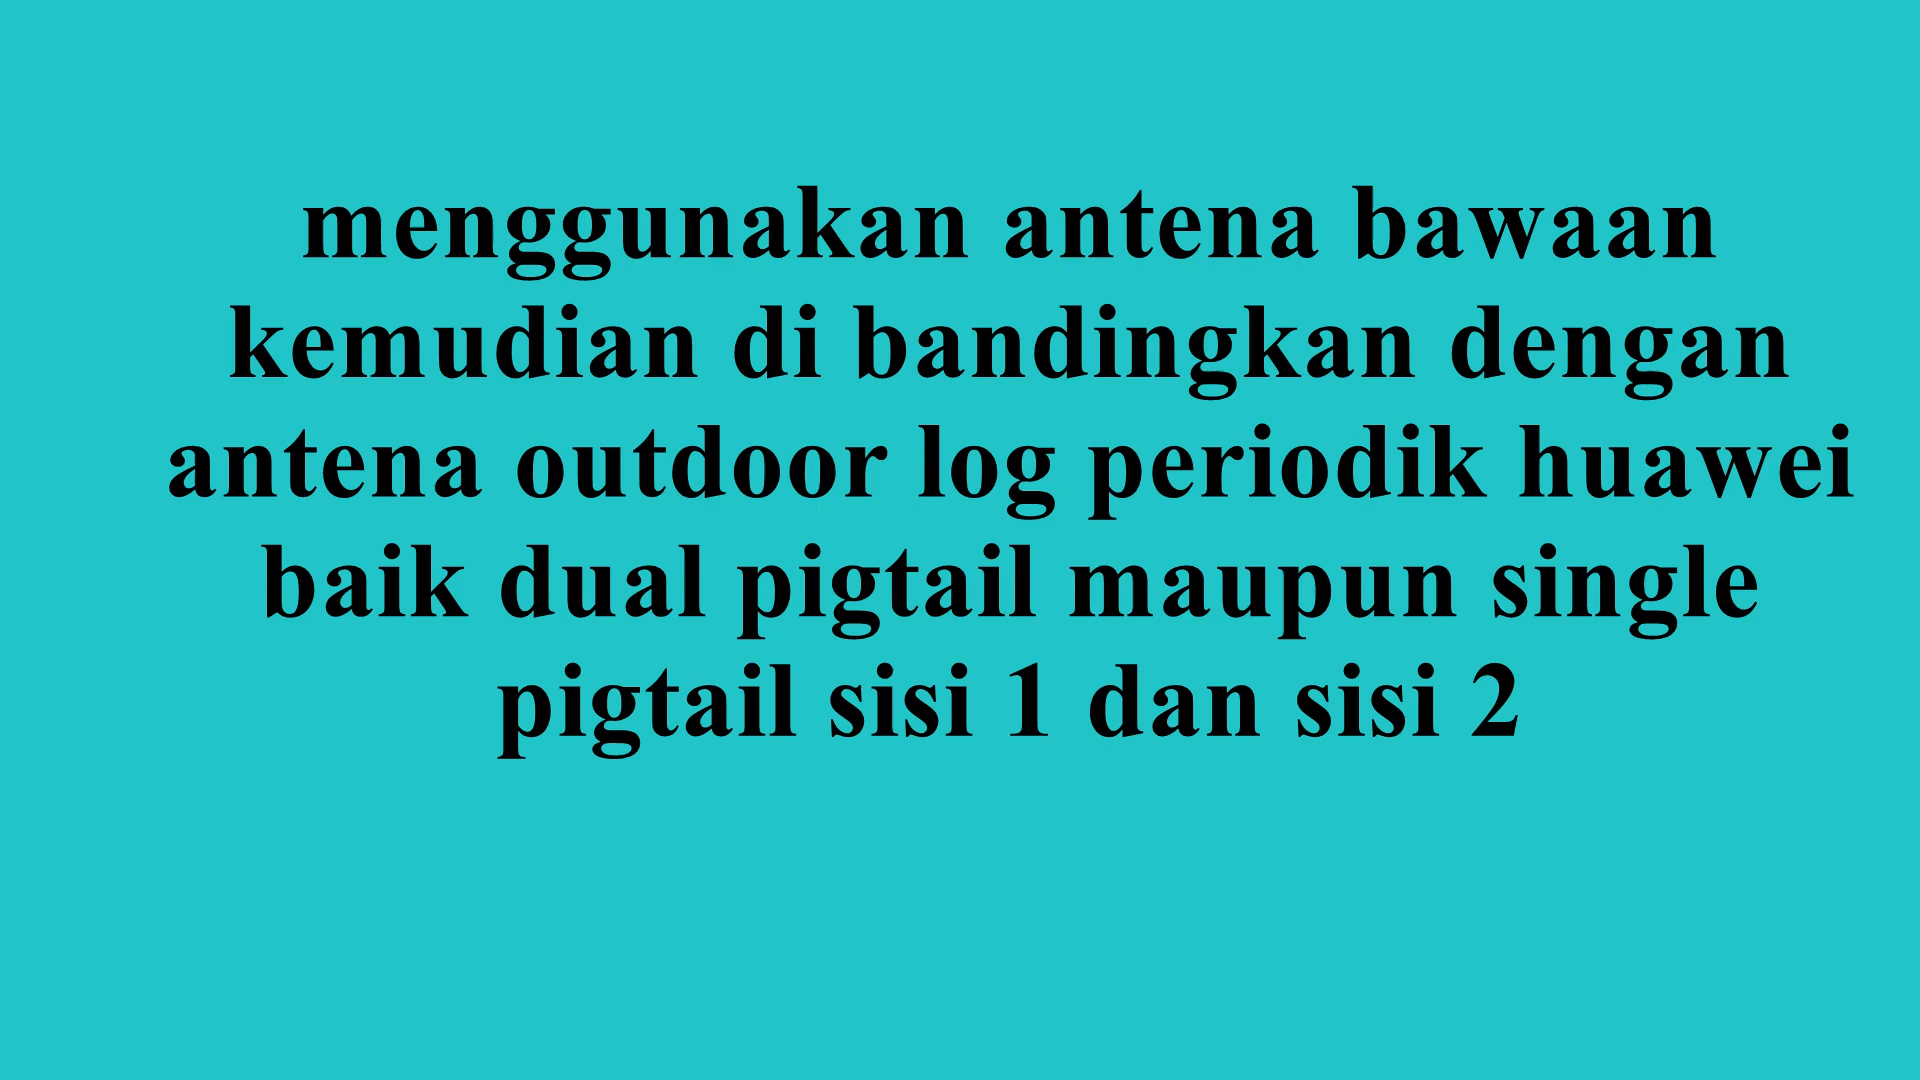 menggunakan antena bawaan
kemudian di bandingkan dengan
antena outdoor log periodik huawei
baik dual pigtail maupun single
pigtail sisi 1 dan sisi 2